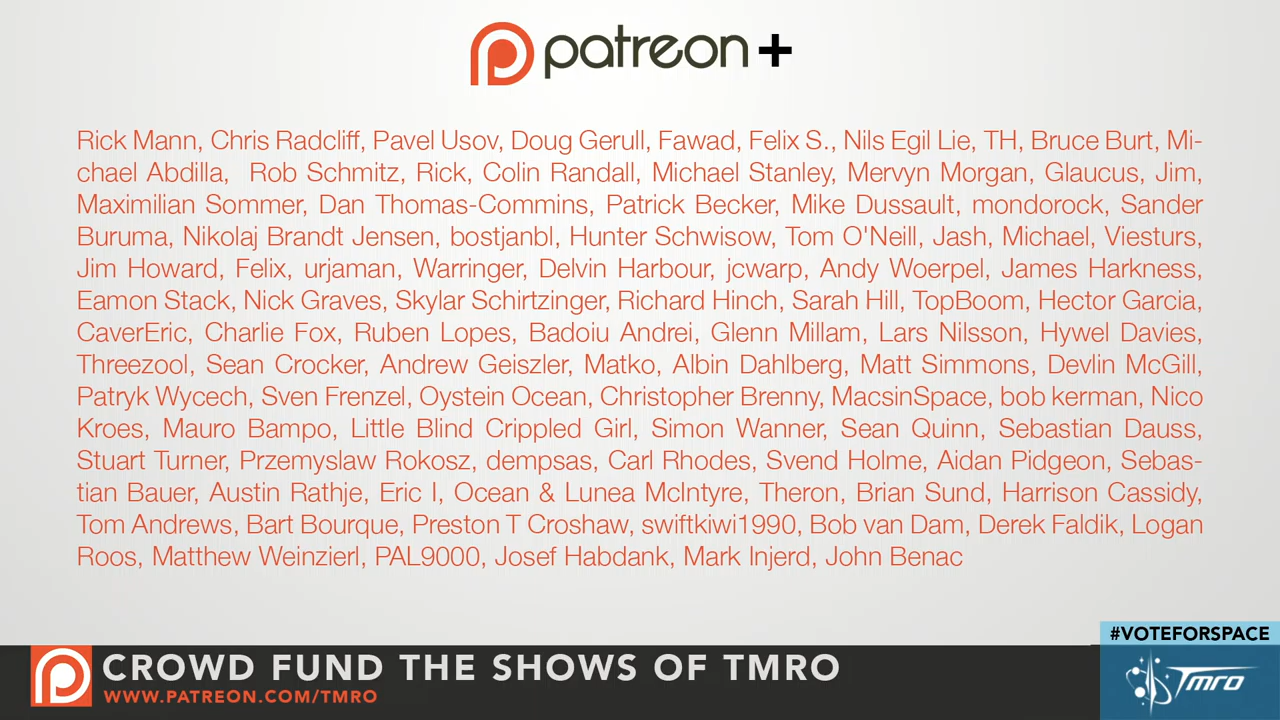 patreon +
Rick Mann, Chris Radcliff, Pavel Usov, Doug Gerull, Fawad, Felix S., Nils Egil Lie, TH, Bruce Burt, Mi-
chael Abdilla, Rob Schmitz, Rick, Colin Randall, Michael Stanley, Mervyn Morgan, Glaucus, Jim,
Maximilian Sommer, Dan Thomas-Commins, Patrick Becker, Mike Dussault, mondorock, Sander
Buruma, Nikolaj Brandt Jensen, bostjanbl, Hunter Schwisow, Tom O'Neill, Jash, Michael, Viesturs,
Jim Howard, Felix, urjaman, Warringer, Delvin Harbour, jcwarp, Andy Woerpel, James Harkness,
Eamon Stack, Nick Graves, Skylar Schirtzinger, Richard Hinch, Sarah Hill, TopBoom, Hector Garcia,
CaverEric, Charlie Fox, Ruben Lopes, Badoiu Andrei, Glenn Millam, Lars Nilsson, Hywel Davies,
Threezool, Sean Crocker, Andrew Geiszler, Matko, Albin Dahlberg, Matt Simmons, Devlin McGill,
Patryk Wycech, Sven Frenzel, Oystein Ocean, Christopher Brenny, MacsinSpace, bob kerman, Nico
Kroes, Mauro Bampo, Little Blind Crippled Girl, Simon Wanner, Sean Quinn, Sebastian Dauss,
Stuart Turner, Przemyslaw Rokosz, dempsas, Carl Rhodes, Svend Holme, Aidan Pidgeon, Sebas-
tian Bauer, Austin Rathje, Eric I, Ocean & Lunea McIntyre, Theron, Brian Sund, Harrison Cassidy,
Tom Andrews, Bart Bourque, Preston T Croshaw, swiftkiwi1990, Bob van Dam, Derek Faldik, Logan
Roos, Matthew Weinzierl, PAL9000, Josef Habdank, Mark Injerd, John Benac
#VOTEFORSPACE
CROWD FUND THE SHOWS OF TMRO
WWW.PATREON.COM/TMRO
Tmro